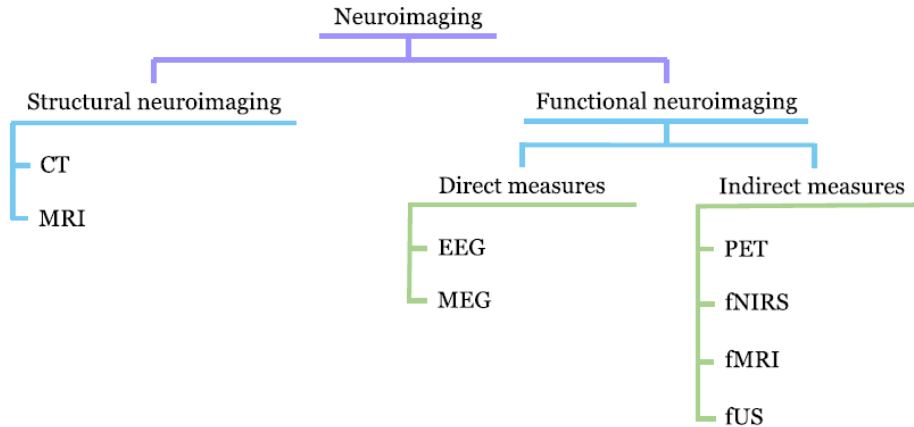 Neuroimaging
Structural neuroimaging
Functional neuroimaging
CT
MRI
Direct measures
Indirect measures
EEG
MEG
PET
fNIRS
fMRI
fUS